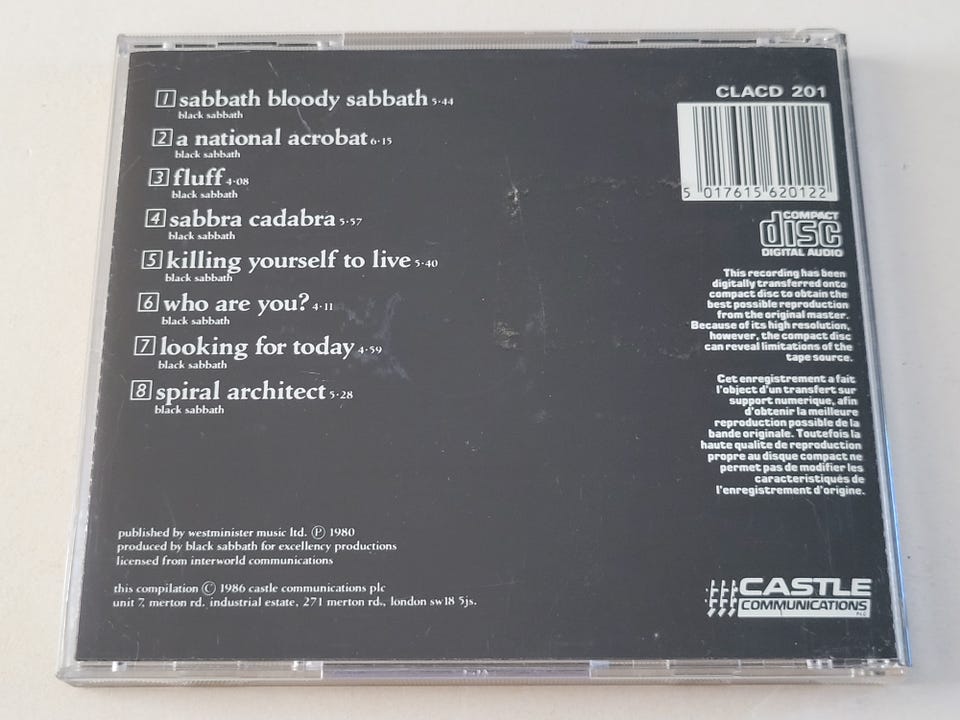 1 sabbath bloody sabbath 5·44
black sabbath
2 a national acrobat 6·15
black sabbath
3 fluff 4·08
black sabbath
4 sabbra cadabra 5·57
black sabbath
5 killing yourself to live 5·40
black sabbath
6 who are you? 4·11
black sabbath
7 looking for today 4·59
black sabbath
8 spiral architect 5·28
black sabbath
published by westminister music ltd. Ⓟ 1980
produced by black sabbath for excellency productions
licensed from interworld communications
this compilation © 1986 castle communications plc
unit 7, merton rd. industrial estate, 271 merton rd., london sw18 5js.
CLACD 201
5 017615 620122
COMPACT
disc
DIGITAL AUDIO
This recording has been
digitally transferred onto
compact disc to obtain the
best possible reproduction
from the original master.
Because of its high resolution,
however, the compact disc
can reveal limitations of the
tape source.
Cet enregistrement a fait
l'object d'un transfert sur
support numerique, afin
d'obtenir la meilleure
reproduction possible de la
bande originale. Toutefois la
haute qualite de reproduction
propre au disque compact ne
permet pas de modifier les
caracteristiqués de
l'enregistrement d'origine.
CASTLE
COMMUNICATIONS
PLC